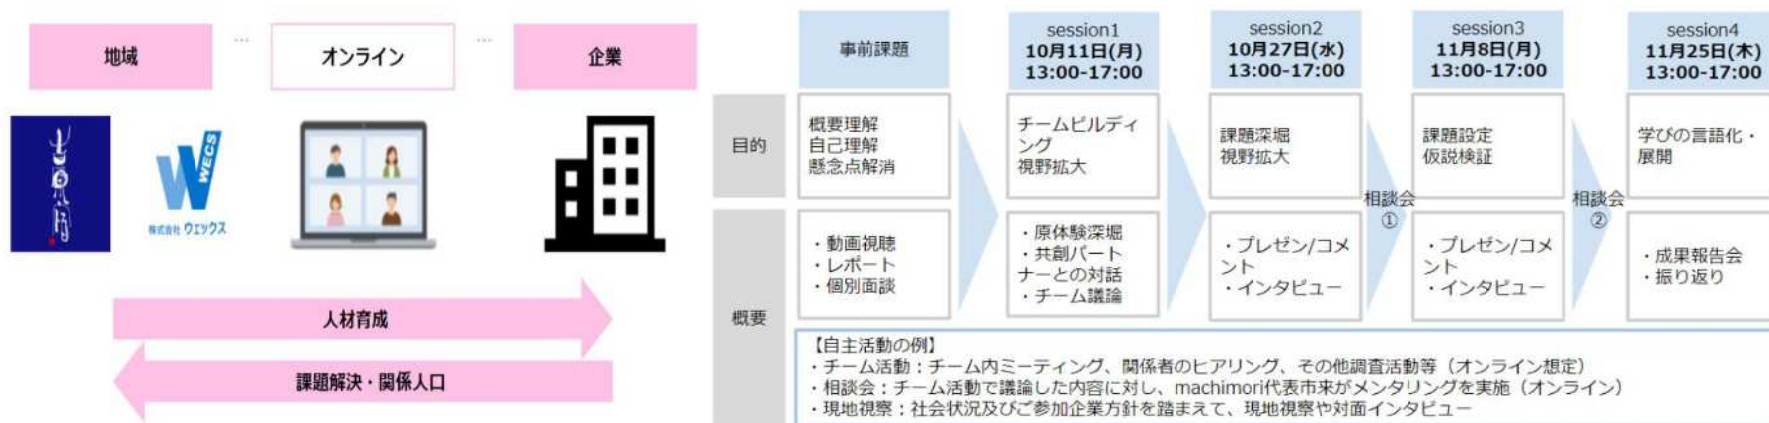 地域
…
オンライン
…
企業
WECS
株式会社 ウエックス
人材育成
課題解決・関係人口
事前課題
session1
10月11日(月)
13:00-17:00
session2
10月27日(水)
13:00-17:00
session3
11月8日(月)
13:00-17:00
session4
11月25日(木)
13:00-17:00
目的
概要理解
自己理解
懸念点解消
チームビルディ
ング
視野拡大
課題深堀
視野拡大
課題設定
仮説検証
学びの言語化・
展開
相談会
①
相談会
②
概要
・動画視聴
・レポート
・個別面談
・原体験深堀
・共創パート
ナーとの対話
・チーム議論
・プレゼン/コメ
ント
・インタビュー
・プレゼン/コメ
ント
・インタビュー
・成果報告会
・振り返り
【自主活動の例】
・チーム活動：チーム内ミーティング、関係者のヒアリング、その他調査活動等（オンライン想定）
・相談会：チーム活動で議論した内容に対し、machimori代表市来がメンタリングを実施（オンライン）
・現地視察：社会状況及びご参加企業方針を踏まえて、現地視察や対面インタビュー